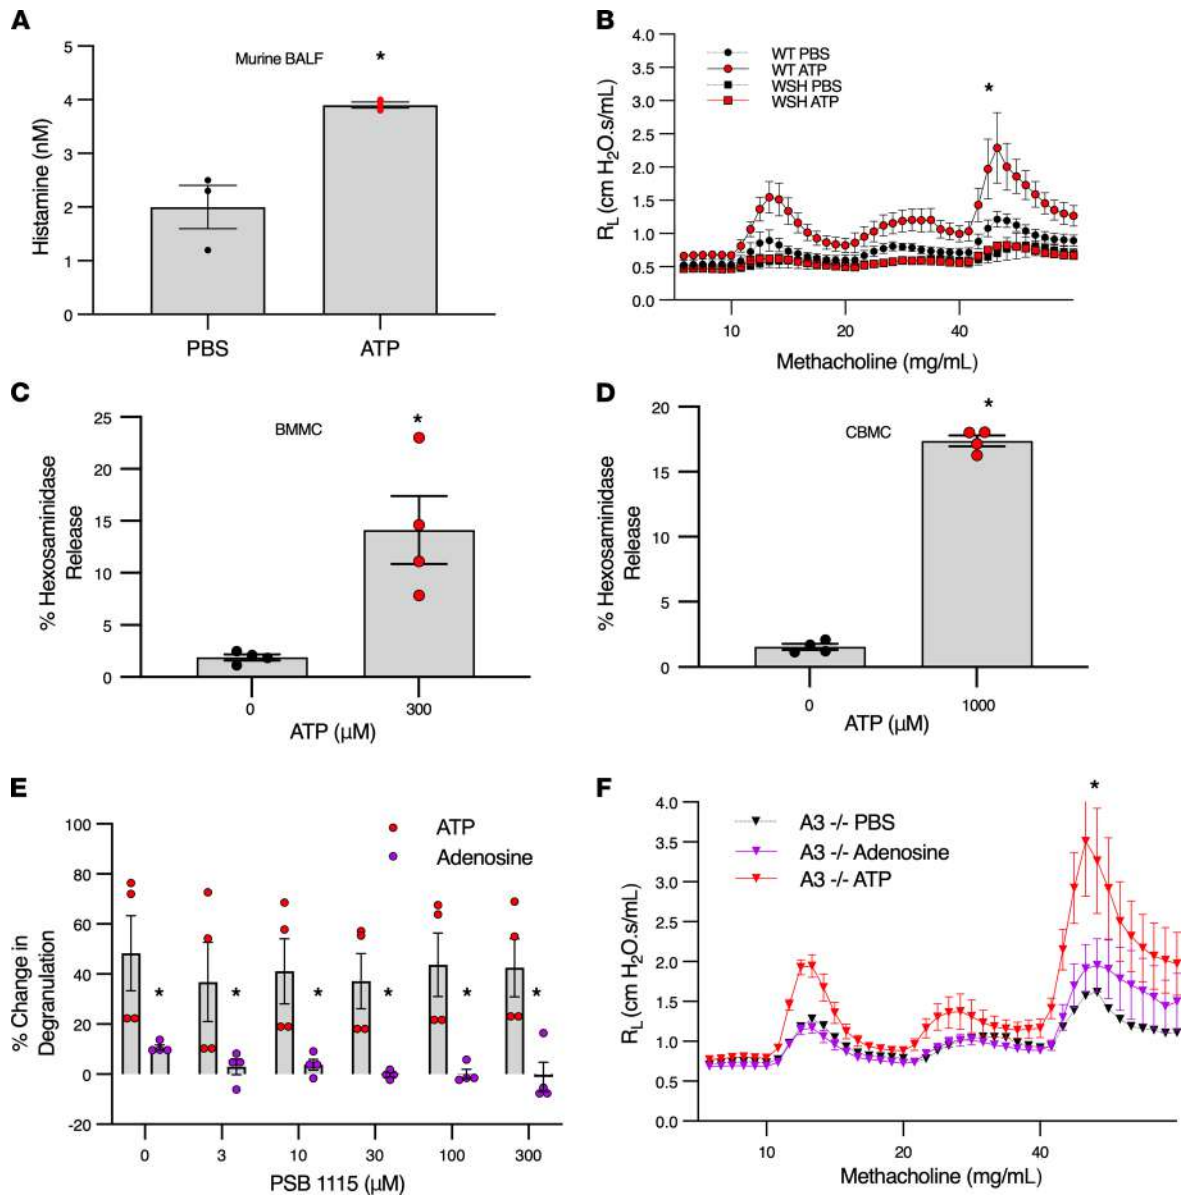 A
Histamine (nM)
5
4
3
2
1
0
Murine BALF
*
PBS
ATP
B
R_L (cm H₂O.s/mL)
4.0
3.5
3.0
2.5
2.0
1.5
1.0
0.5
0.0
WT PBS
WT ATP
WSH PBS
WSH ATP
*
10
20
40
Methacholine (mg/mL)
C
% Hexosaminidase
Release
25
20
15
10
5
0
BMMC
*
0
300
ATP (µM)
D
% Hexosaminidase
Release
20
15
10
5
0
CBMC
*
0
1000
ATP (µM)
E
% Change in
Degranulation
100
80
60
40
20
0
-20
ATP
Adenosine
* * * * * *
0 3 10 30 100 300
PSB 1115 (µM)
F
R_L (cm H₂O.s/mL)
4.0
3.5
3.0
2.5
2.0
1.5
1.0
0.5
0.0
A3 -/- PBS
A3 -/- Adenosine
A3 -/- ATP
*
10
20
40
Methacholine (mg/mL)